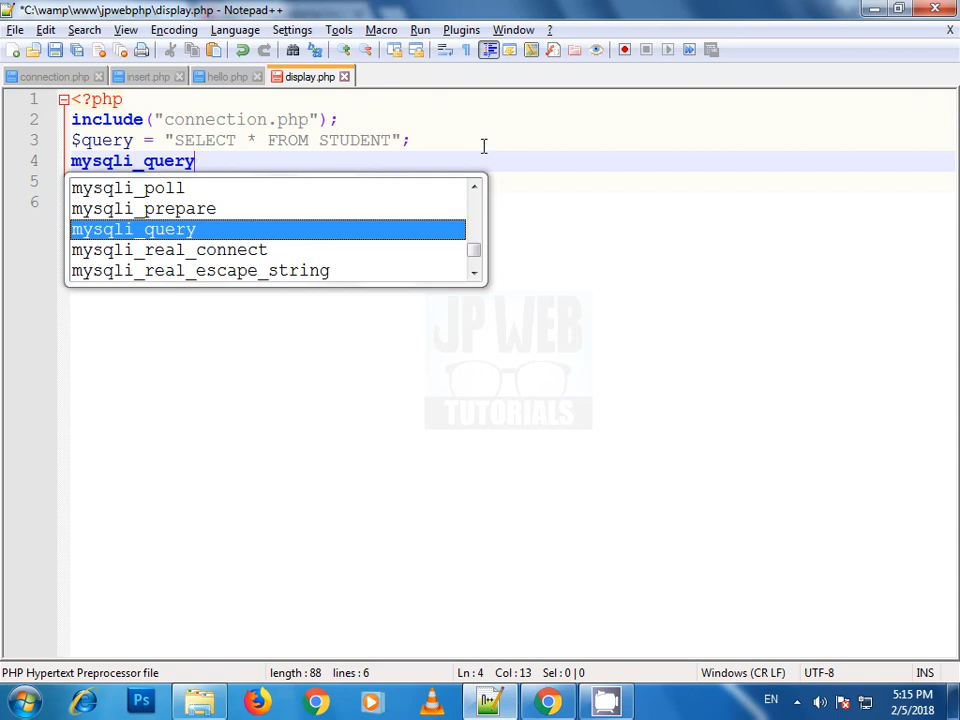 *C:\wamp\www\jpwebphp\display.php - Notepad++
File Edit Search View Encoding Language Settings Tools Macro Run Plugins Window ? X
connection.php insert.php hello.php display.php
1 <?php
2 include("connection.php");
3 $query = "SELECT * FROM STUDENT";
4 mysqli_query
5
6
mysqli_poll
mysqli_prepare
mysqli_query
mysqli_real_connect
mysqli_real_escape_string
JP WEB
TUTORIALS
PHP Hypertext Preprocessor file length : 88 lines : 6 Ln : 4 Col : 13 Sel : 0 | 0 Windows (CR LF) UTF-8 INS
Ps EN 5:15 PM
2/5/2018